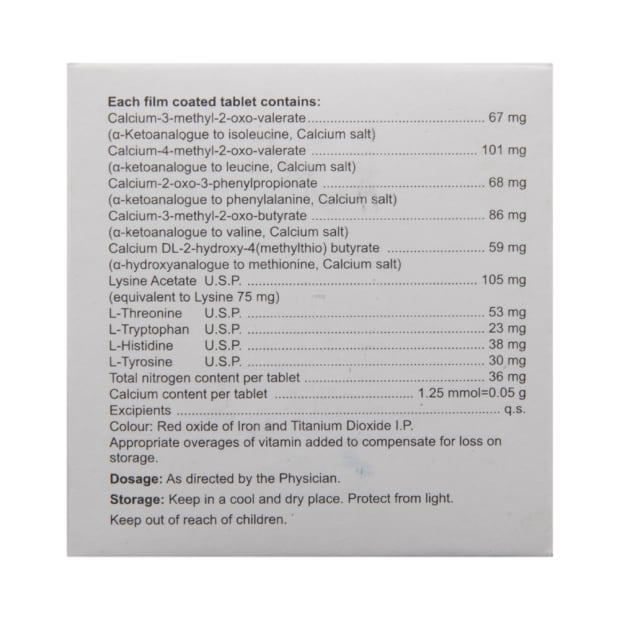 Each film coated tablet contains:
Calcium-3-methyl-2-oxo-valerate.......................................... 67 mg
(α-Ketoanalogue to isoleucine, Calcium salt)
Calcium-4-methyl-2-oxo-valerate ....................................... 101 mg
(α-ketoanalogue to leucine, Calcium salt)
Calcium-2-oxo-3-phenylpropionate ....................................... 68 mg
(α-ketoanalogue to phenylalanine, Calcium salt)
Calcium-3-methyl-2-oxo-butyrate ......................................... 86 mg
(α-ketoanalogue to valine, Calcium salt)
Calcium DL-2-hydroxy-4(methylthio) butyrate ........................ 59 mg
(α-hydroxyanalogue to methionine, Calcium salt)
Lysine Acetate U.S.P. ....................................................... 105 mg
(equivalent to Lysine 75 mg)
L-Threonine U.S.P. ......................................................... 53 mg
L-Tryptophan U.S.P. ......................................................... 23 mg
L-Histidine U.S.P. ......................................................... 38 mg
L-Tyrosine U.S.P. ......................................................... 30 mg
Total nitrogen content per tablet ........................................... 36 mg
Calcium content per tablet ................................. 1.25 mmol=0.05 g
Excipients .............................................................................. q.s.
Colour: Red oxide of Iron and Titanium Dioxide I.P.
Appropriate overages of vitamin added to compensate for loss on
storage.
Dosage: As directed by the Physician.
Storage: Keep in a cool and dry place. Protect from light.
Keep out of reach of children.